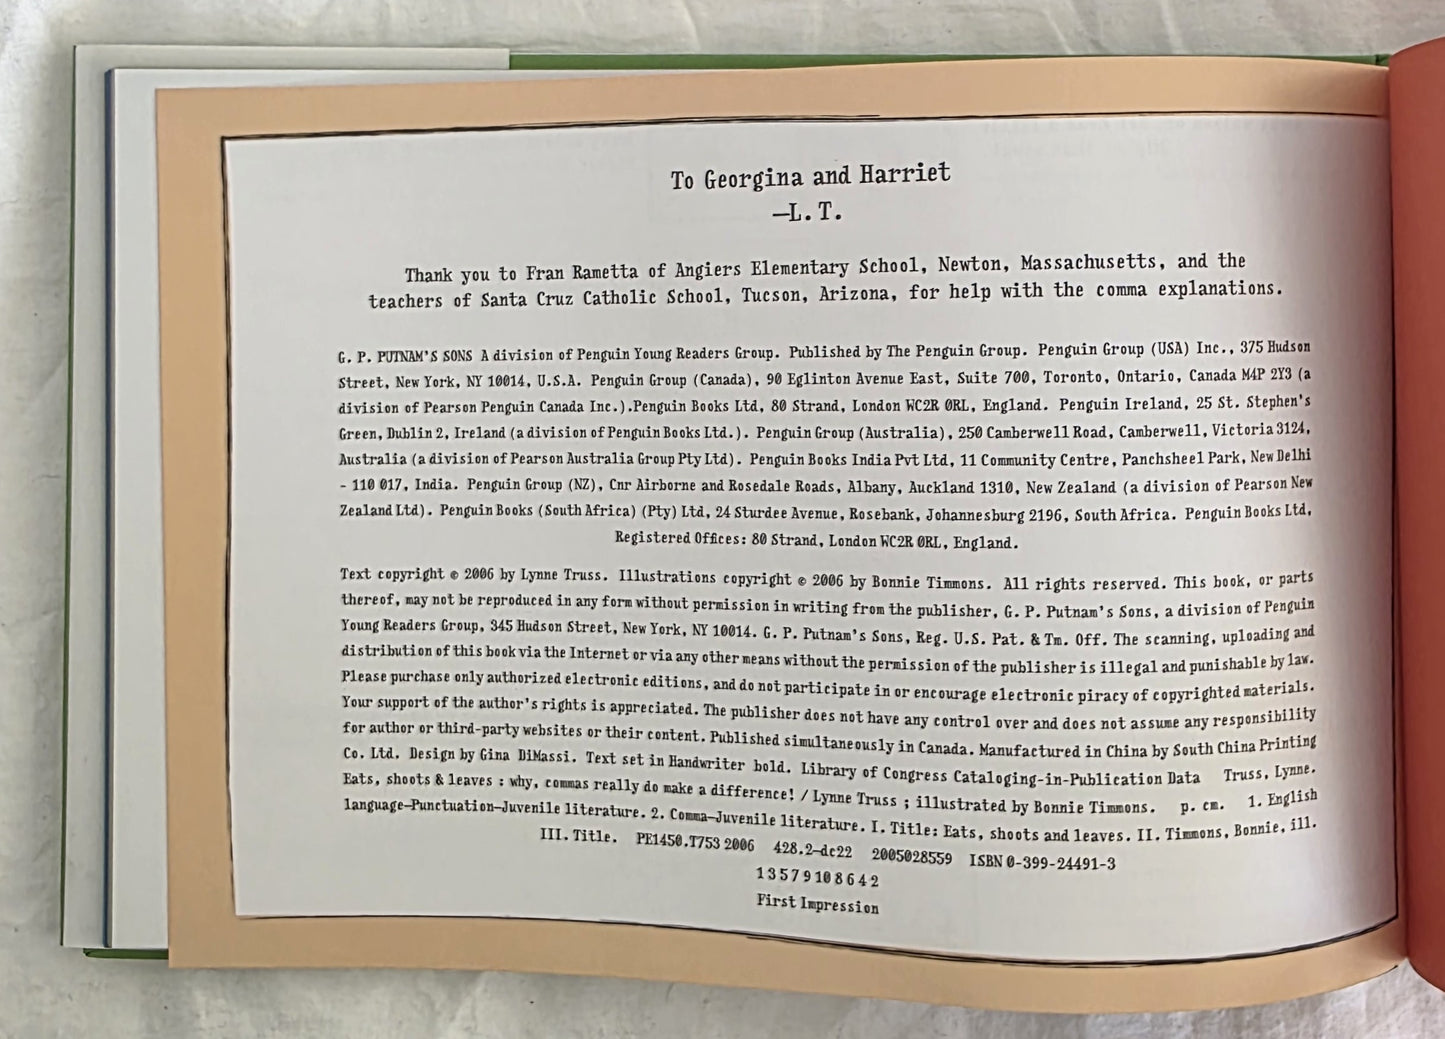 To Georgina and Harriet
—L. T.
Thank you to Fran Rametta of Angiers Elementary School, Newton, Massachusetts, and the
teachers of Santa Cruz Catholic School, Tucson, Arizona, for help with the comma explanations.
G. P. PUTNAM'S SONS A division of Penguin Young Readers Group. Published by The Penguin Group. Penguin Group (USA) Inc., 375 Hudson
Street, New York, NY 10014, U.S.A. Penguin Group (Canada), 90 Eglinton Avenue East, Suite 700, Toronto, Ontario, Canada M4P 2Y3 (a
division of Pearson Penguin Canada Inc.).Penguin Books Ltd, 80 Strand, London WC2R 0RL, England. Penguin Ireland, 25 St. Stephen's
Green, Dublin 2, Ireland (a division of Penguin Books Ltd.). Penguin Group (Australia), 250 Camberwell Road, Camberwell, Victoria 3124,
Australia (a division of Pearson Australia Group Pty Ltd). Penguin Books India Pvt Ltd, 11 Community Centre, Panchsheel Park, New Delhi
- 110 017, India. Penguin Group (NZ), Cnr Airborne and Rosedale Roads, Albany, Auckland 1310, New Zealand (a division of Pearson New
Zealand Ltd). Penguin Books (South Africa) (Pty) Ltd, 24 Sturdee Avenue, Rosebank, Johannesburg 2196, South Africa. Penguin Books Ltd,
Registered Offices: 80 Strand, London WC2R 0RL, England.
Text copyright © 2006 by Lynne Truss. Illustrations copyright © 2006 by Bonnie Timmons. All rights reserved. This book, or parts
thereof, may not be reproduced in any form without permission in writing from the publisher, G. P. Putnam's Sons, a division of Penguin
Young Readers Group, 345 Hudson Street, New York, NY 10014. G. P. Putnam's Sons, Reg. U.S. Pat. & Tm. Off. The scanning, uploading and
distribution of this book via the Internet or via any other means without the permission of the publisher is illegal and punishable by law.
Please purchase only authorized electronic editions, and do not participate in or encourage electronic piracy of copyrighted materials.
Your support of the author's rights is appreciated. The publisher does not have any control over and does not assume any responsibility
for author or third-party websites or their content. Published simultaneously in Canada. Manufactured in China by South China Printing
Co. Ltd. Design by Gina DiMassi. Text set in Handwriter bold. Library of Congress Cataloging-in-Publication Data Truss, Lynne.
Eats, shoots & leaves : why, commas really do make a difference! / Lynne Truss ; illustrated by Bonnie Timmons. p. cm. 1. English
language—Punctuation—Juvenile literature. 2. Comma—Juvenile literature. I. Title: Eats, shoots and leaves. II. Timmons, Bonnie, ill.
III. Title. PE1450.T753 2006 428.2—dc22 2005028559 ISBN 0-399-24491-3
1 3 5 7 9 10 8 6 4 2
First Impression